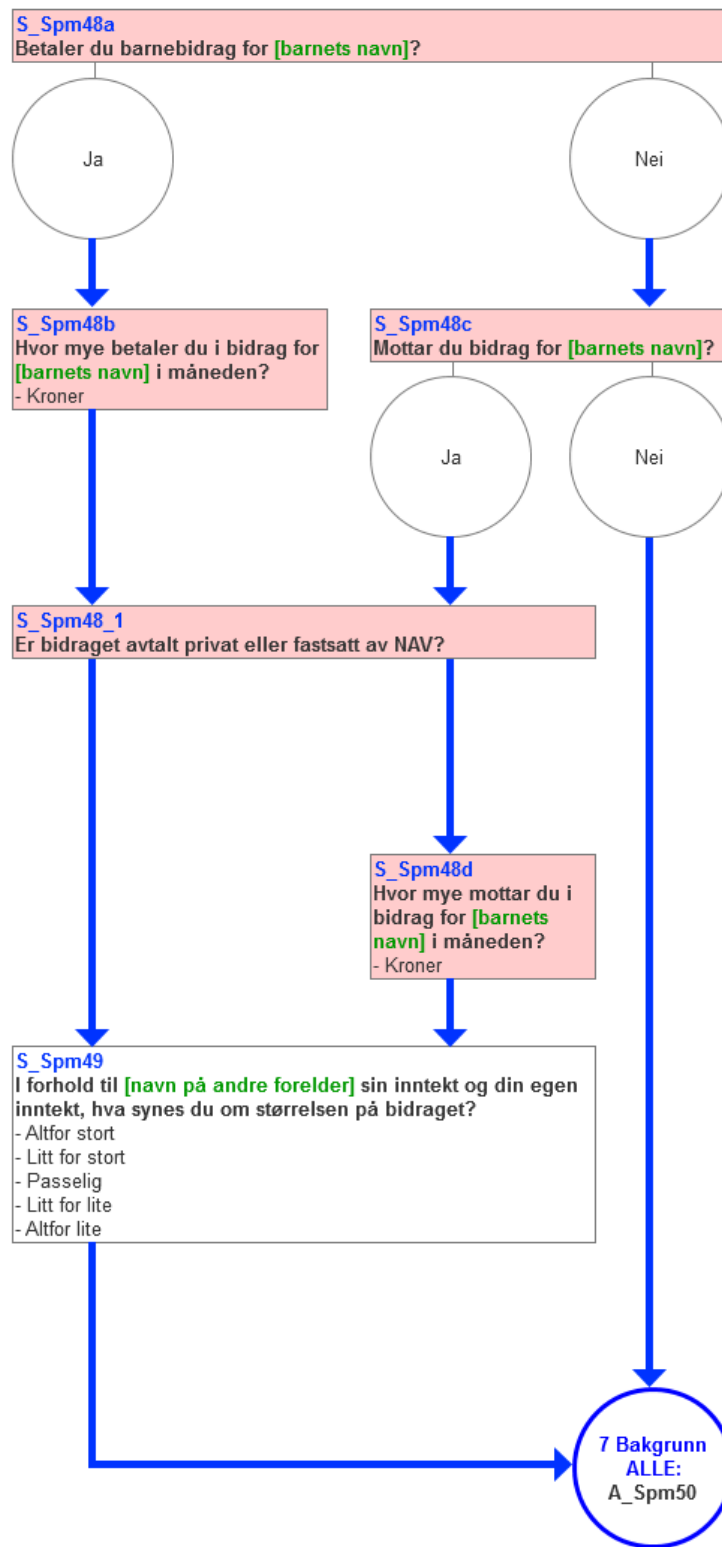 S_Spm48a
Betaler du barnebidrag for [barnets navn]?
Ja
Nei
S_Spm48b
Hvor mye betaler du i bidrag for
[barnets navn] i måneden?
- Kroner
S_Spm48c
Mottar du bidrag for [barnets navn]?
Ja
Nei
S_Spm48_1
Er bidraget avtalt privat eller fastsatt av NAV?
S_Spm48d
Hvor mye mottar du i
bidrag for [barnets
navn] i måneden?
- Kroner
S_Spm49
I forhold til [navn på andre forelder] sin inntekt og din egen
inntekt, hva synes du om størrelsen på bidraget?
- Altfor stort
- Litt for stort
- Passelig
- Litt for lite
- Altfor lite
7 Bakgrunn
ALLE:
A_Spm50